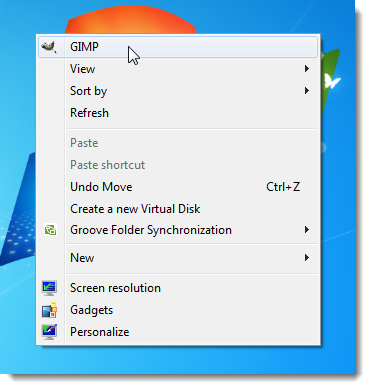 GIMP
View
Sort by
Refresh
Paste
Paste shortcut
Undo Move Ctrl+Z
Create a new Virtual Disk
Groove Folder Synchronization
New
Screen resolution
Gadgets
Personalize